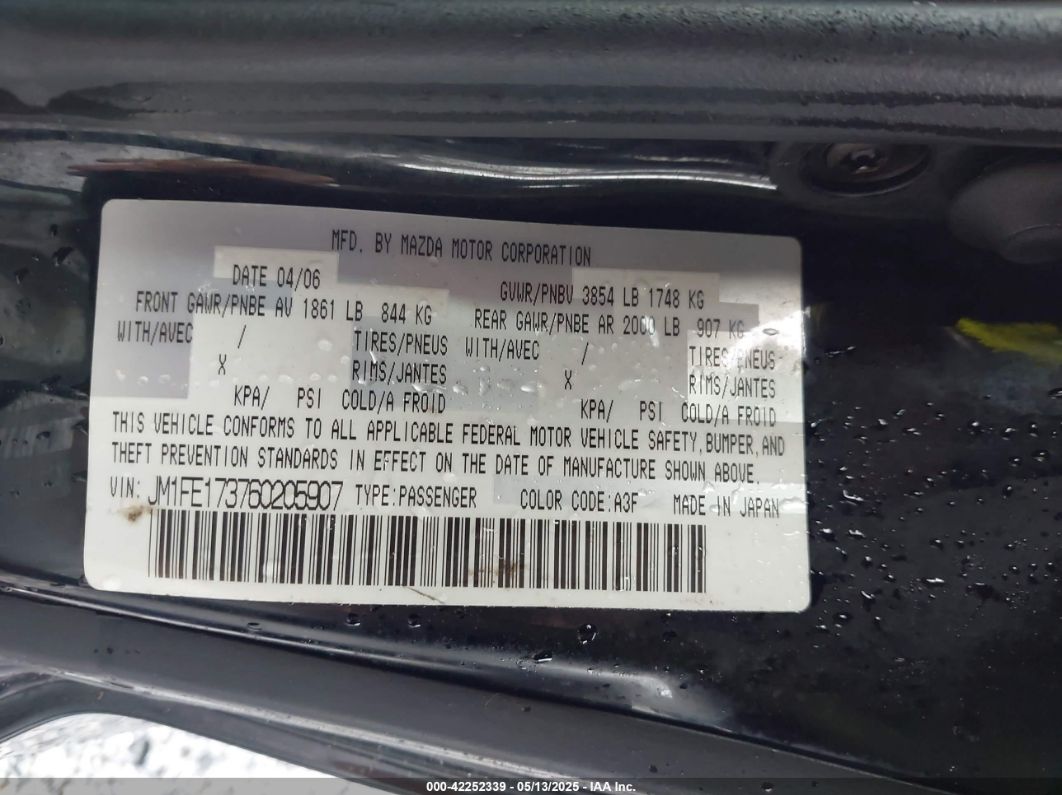 MFD. BY MAZDA MOTOR CORPORATION
DATE 04/06 GVWR/PNBV 3854 LB 1748 KG
FRONT GAWR/PNBE AV 1861 LB 844 KG REAR GAWR/PNBE AR 2000 LB 907 KG
WITH/AVEC / TIRES/PNEUS WITH/AVEC / TIRES/PNEUS
X RIMS/JANTES X RIMS/JANTES
KPA/ PSI COLD/A FROID KPA/ PSI COLD/A FROID
THIS VEHICLE CONFORMS TO ALL APPLICABLE FEDERAL MOTOR VEHICLE SAFETY, BUMPER, AND
THEFT PREVENTION STANDARDS IN EFFECT ON THE DATE OF MANUFACTURE SHOWN ABOVE.
VIN: JM1FE173760205907 TYPE:PASSENGER COLOR CODE:A3F MADE IN JAPAN
000-42252339 - 05/13/2025 - IAA Inc.